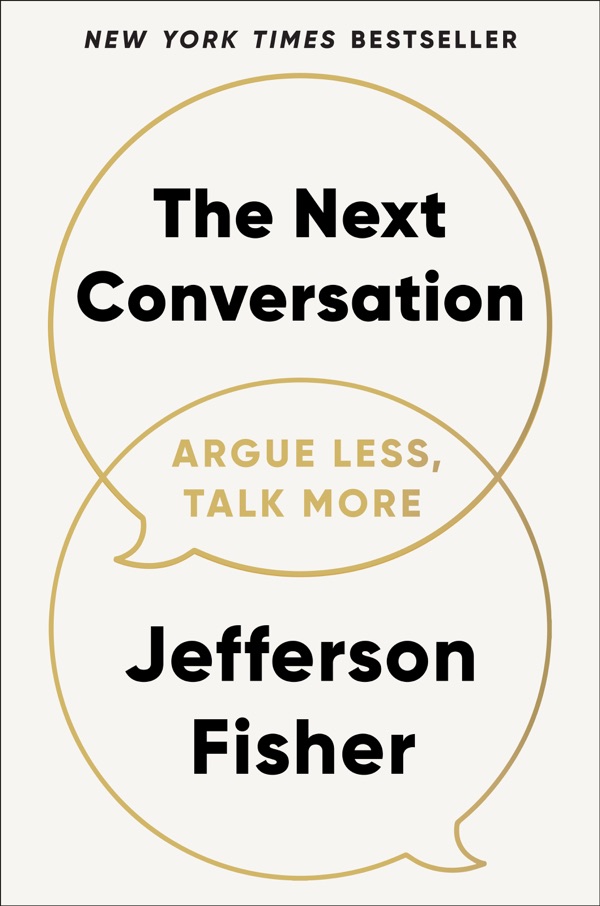 NEW YORK TIMES BESTSELLER
The Next
Conversation
ARGUE LESS,
TALK MORE
Jefferson
Fisher